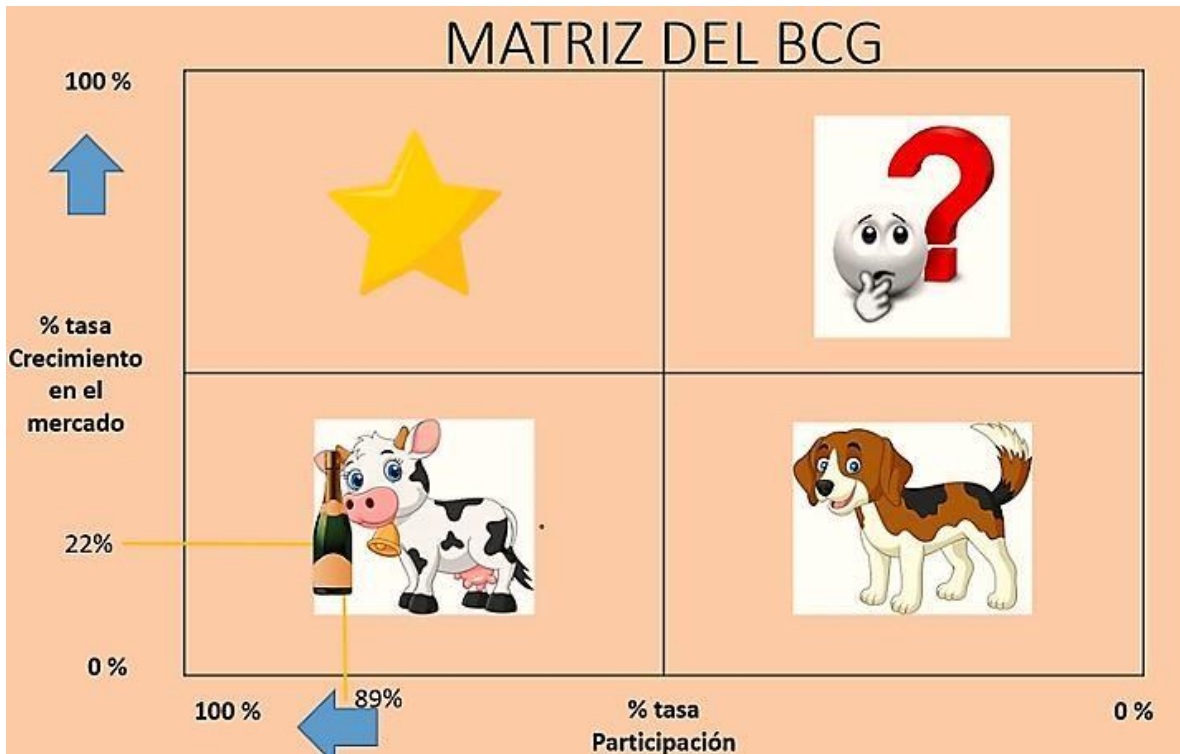 MATRIZ DEL BCG
100 %
% tasa
Crecimiento
en el
mercado
22%
0 %
100 %
89%
% tasa
Participación
0 %